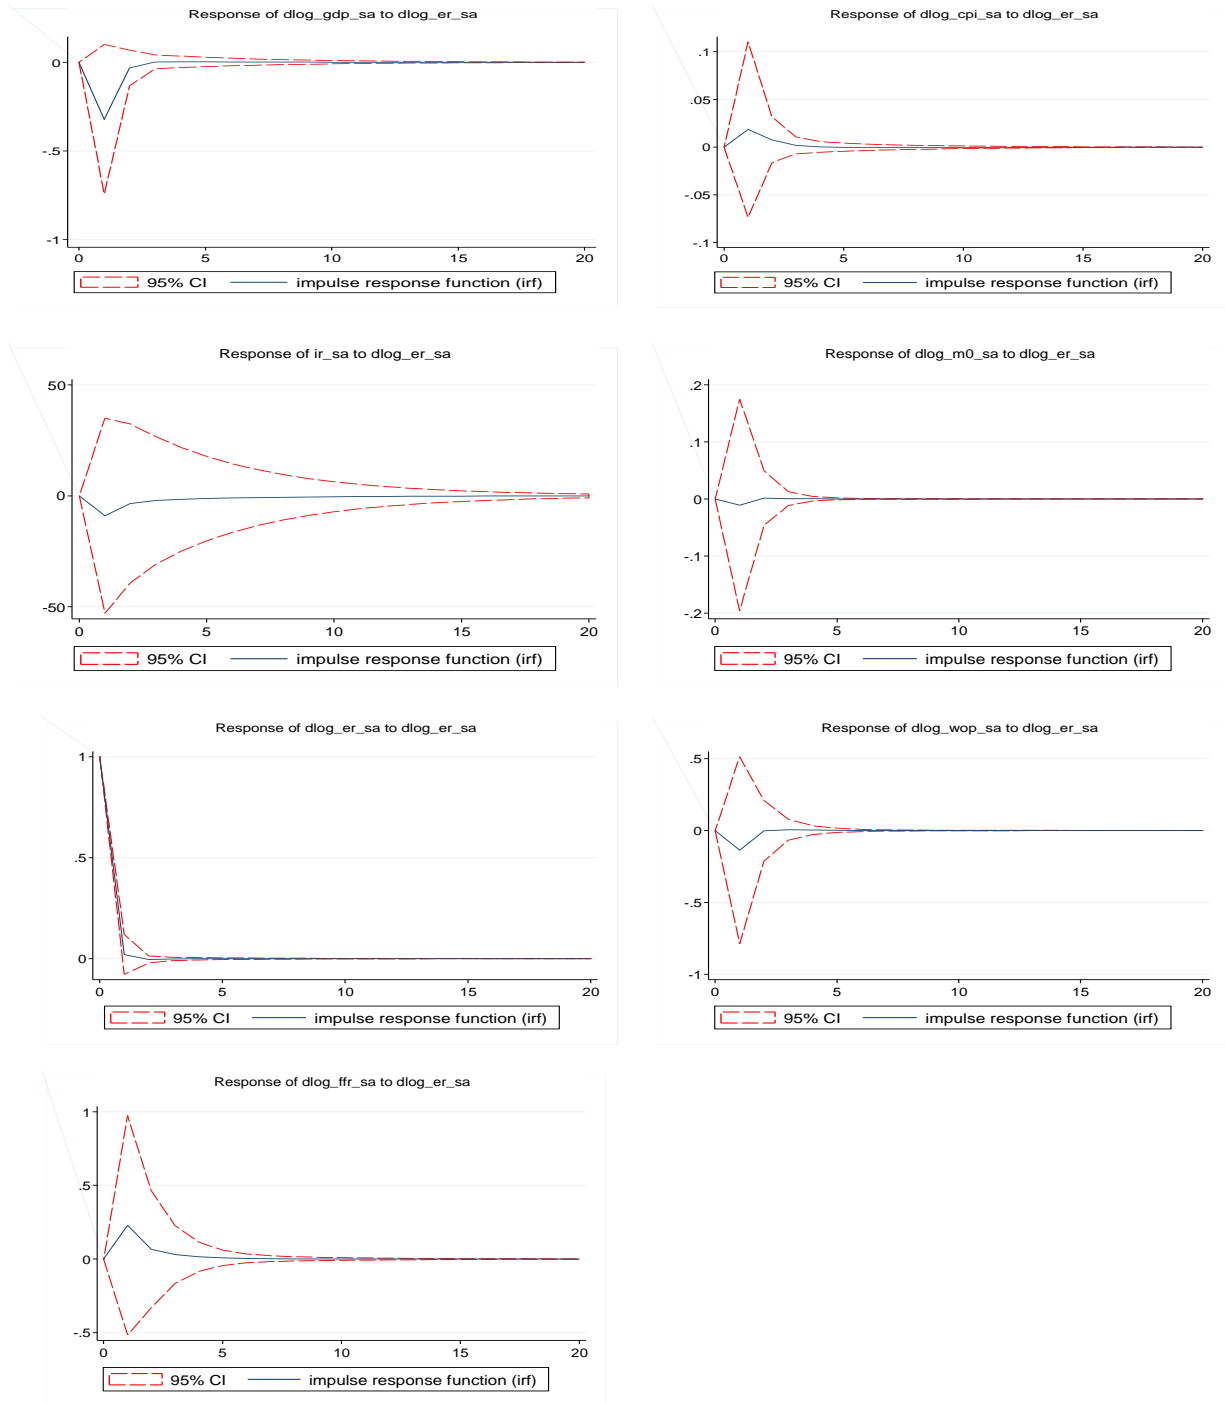 Response of dlog_gdp_sa to dlog_er_sa
0
-.5
-1
0 5 10 15 20
95% CI impulse response function (irf)
Response of dlog_cpi_sa to dlog_er_sa
.1
.05
0
-.05
-.1
0 5 10 15 20
95% CI impulse response function (irf)
Response of ir_sa to dlog_er_sa
50
0
-50
0 5 10 15 20
95% CI impulse response function (irf)
Response of dlog_m0_sa to dlog_er_sa
.2
.1
0
-.1
-.2
0 5 10 15 20
95% CI impulse response function (irf)
Response of dlog_er_sa to dlog_er_sa
1
.5
0
0 5 10 15 20
95% CI impulse response function (irf)
Response of dlog_wop_sa to dlog_er_sa
.5
0
-.5
-1
0 5 10 15 20
95% CI impulse response function (irf)
Response of dlog_ffr_sa to dlog_er_sa
1
.5
0
-.5
0 5 10 15 20
95% CI impulse response function (irf)